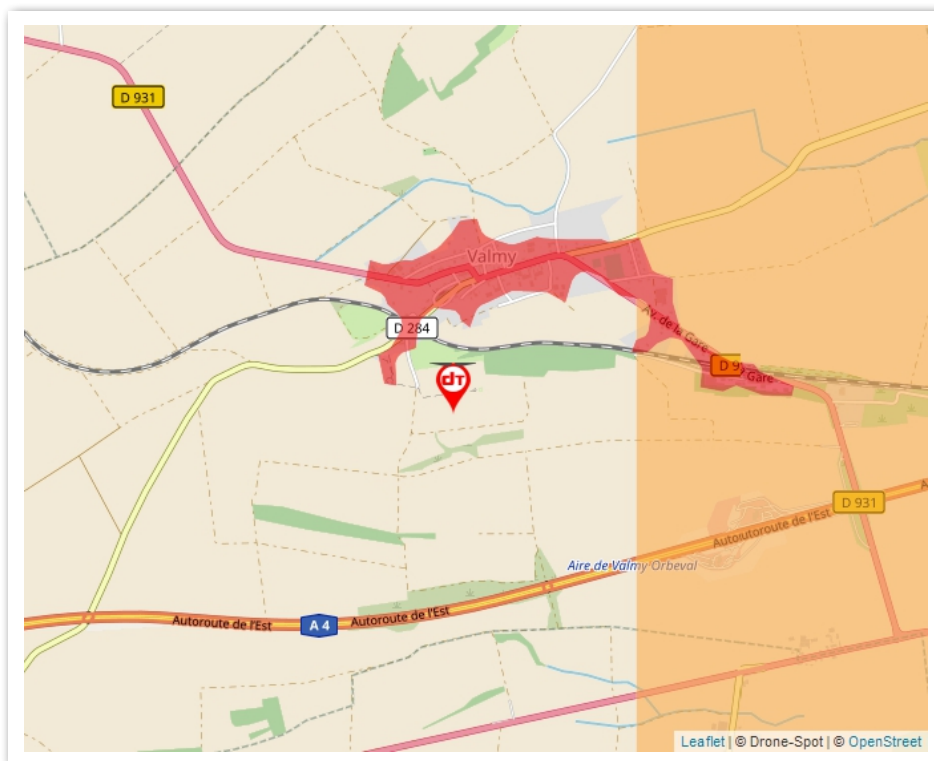 D 931
Valmy
D 284
Av. de la Gare
D 9
Gare
dT
D 931
Autoroute de l'Est
Aire de Valmy Orbeval
Autoroute de l'Est
A 4
Autoroute de l'Est
Leaflet | © Drone-Spot | © OpenStreet